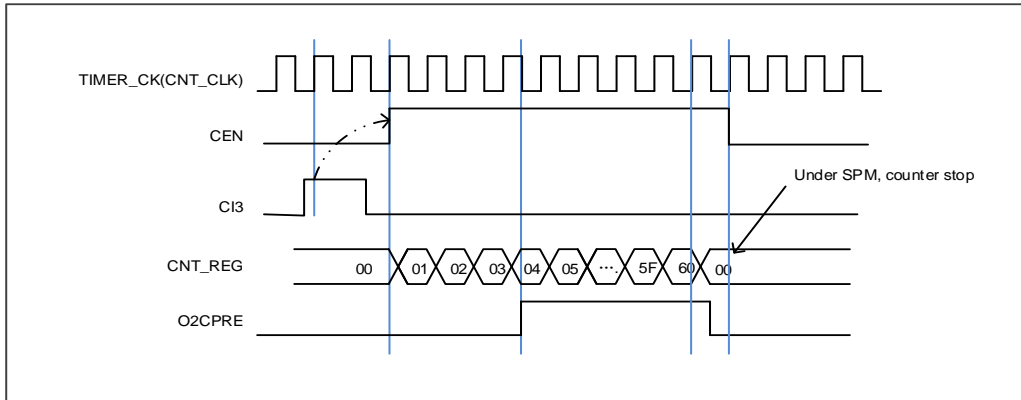 TIMER_CK(CNT_CLK)
CEN
Under SPM, counter stop
CI3
CNT_REG 00 01 02 03 04 05 ... 5F 60 00
O2CPRE